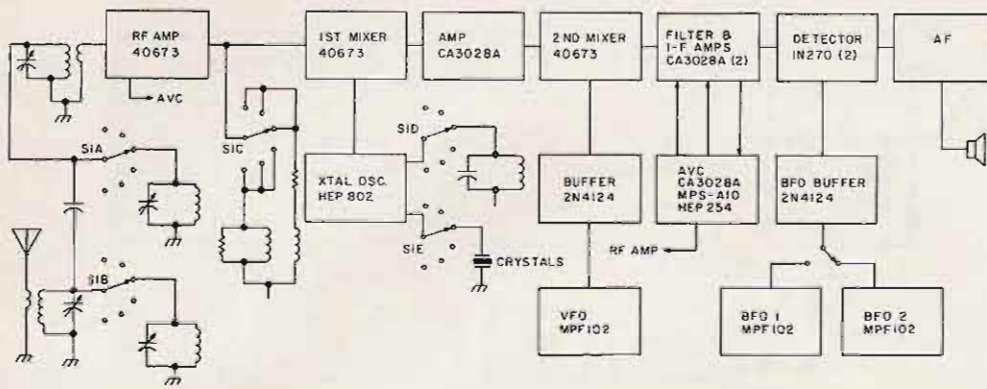 RF AMP
40673
1ST MIXER
40673
AMP
CA3028A
2ND MIXER
40673
FILTER &
I-F AMPS
CA3028A (2)
DETECTOR
IN270 (2)
AF
AVC
S1A
S1C
S1D
XTAL OSC.
HEP 802
BUFFER
2N4124
AVC
CA3028A
MPS-A10
HEP 254
BFO BUFFER
2N4124
S1E
RF AMP
CRYSTALS
S1B
VFO
MPF102
BFO 1
MPF102
BFO 2
MPF102